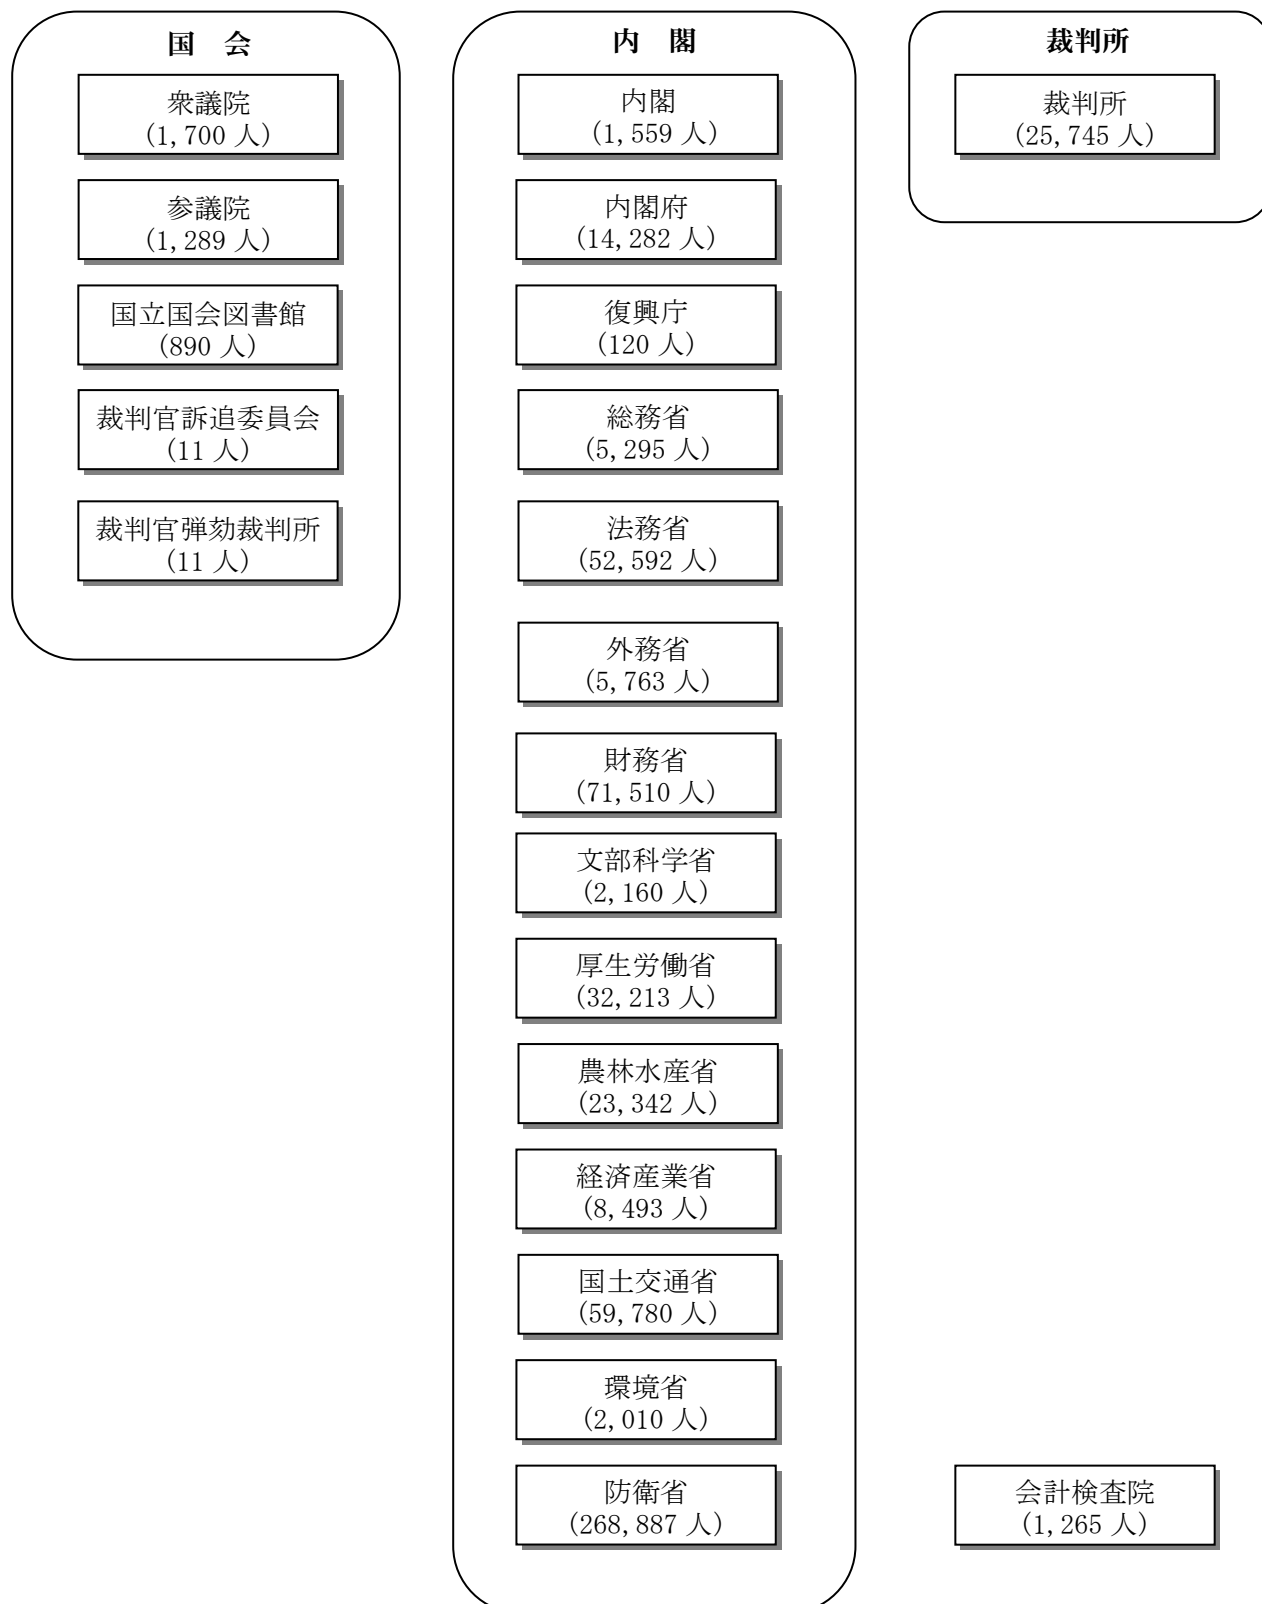 国　会
衆議院
(1,700 人)
参議院
(1,289 人)
国立国会図書館
(890 人)
裁判官訴追委員会
(11 人)
裁判官弾劾裁判所
(11 人)
内　閣
内閣
(1,559 人)
内閣府
(14,282 人)
復興庁
(120 人)
総務省
(5,295 人)
法務省
(52,592 人)
外務省
(5,763 人)
財務省
(71,510 人)
文部科学省
(2,160 人)
厚生労働省
(32,213 人)
農林水産省
(23,342 人)
経済産業省
(8,493 人)
国土交通省
(59,780 人)
環境省
(2,010 人)
防衛省
(268,887 人)
裁判所
裁判所
(25,745 人)
会計検査院
(1,265 人)